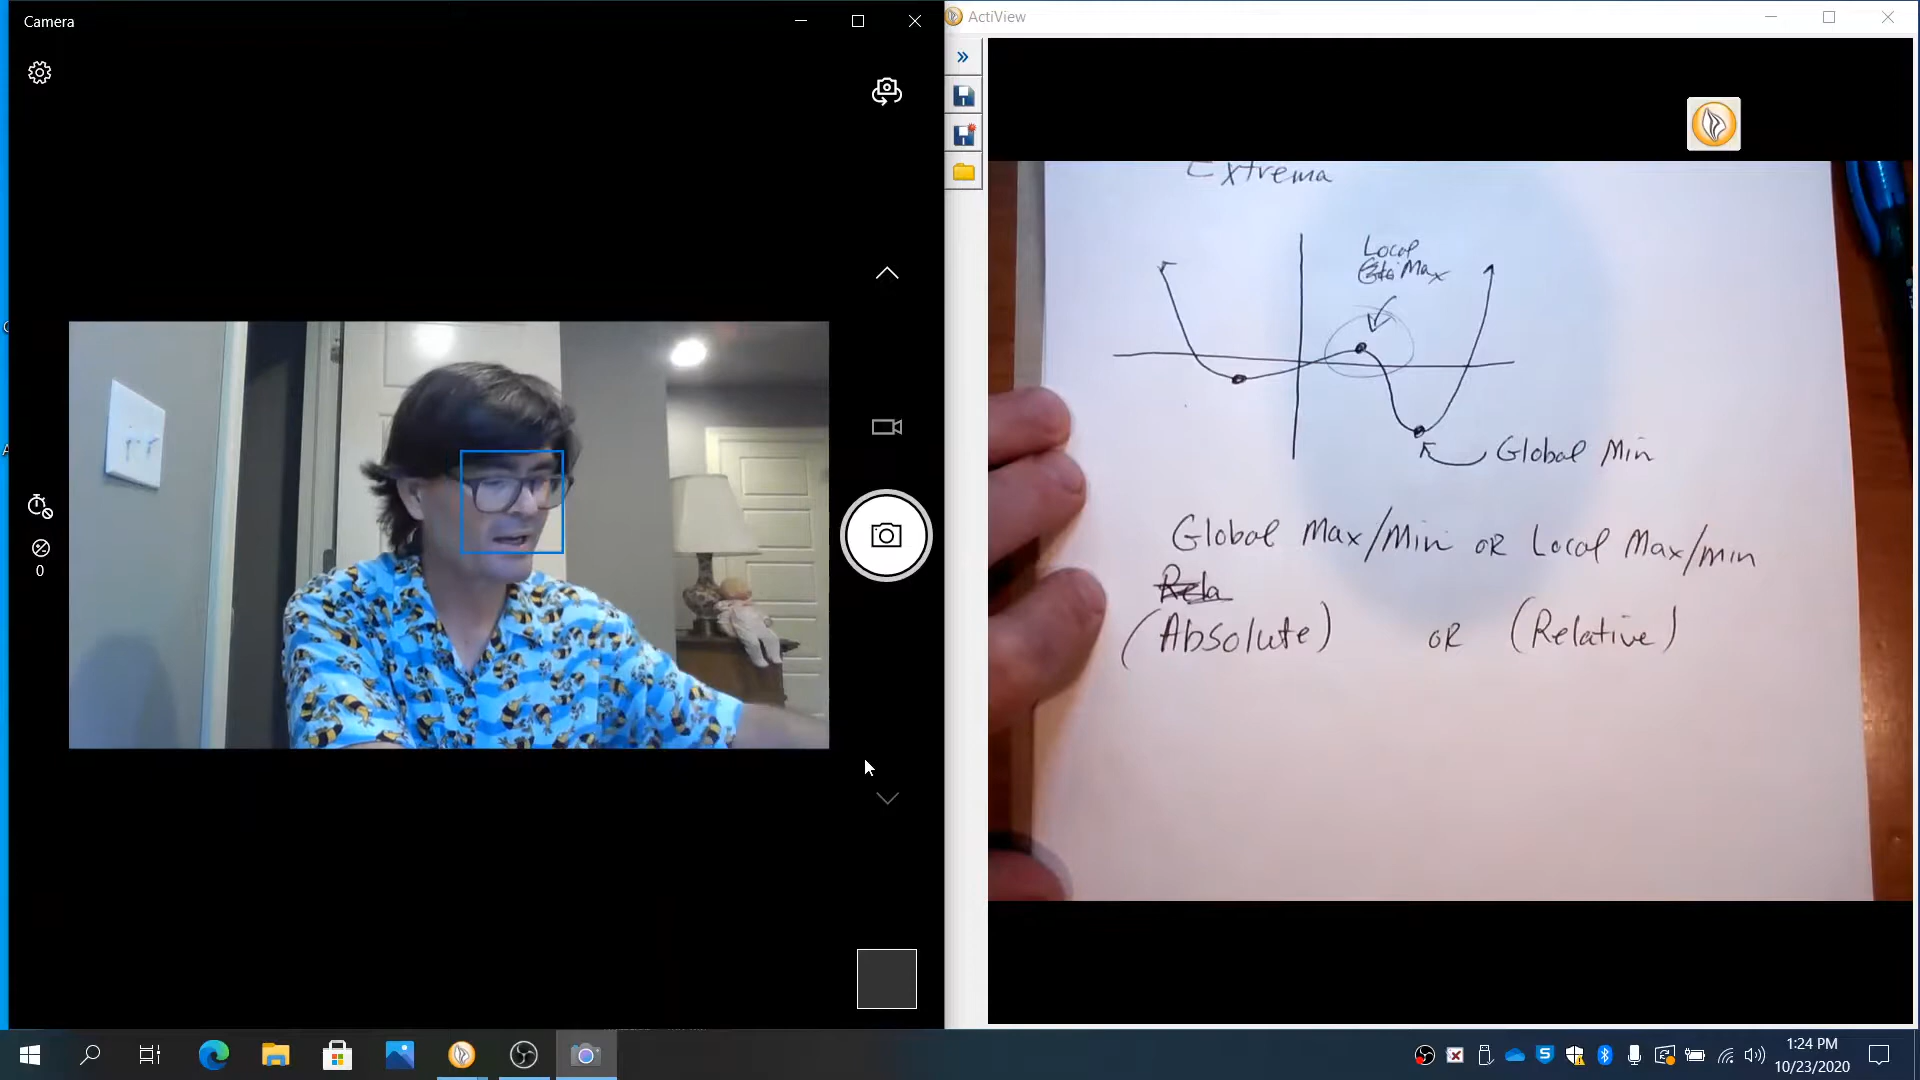 Camera
ActiView
0
Extrema
Local
Max
Global Min
Global Max/Min OR Local Max/min
Rela
(Absolute) OR (Relative)
1:24 PM
10/23/2020